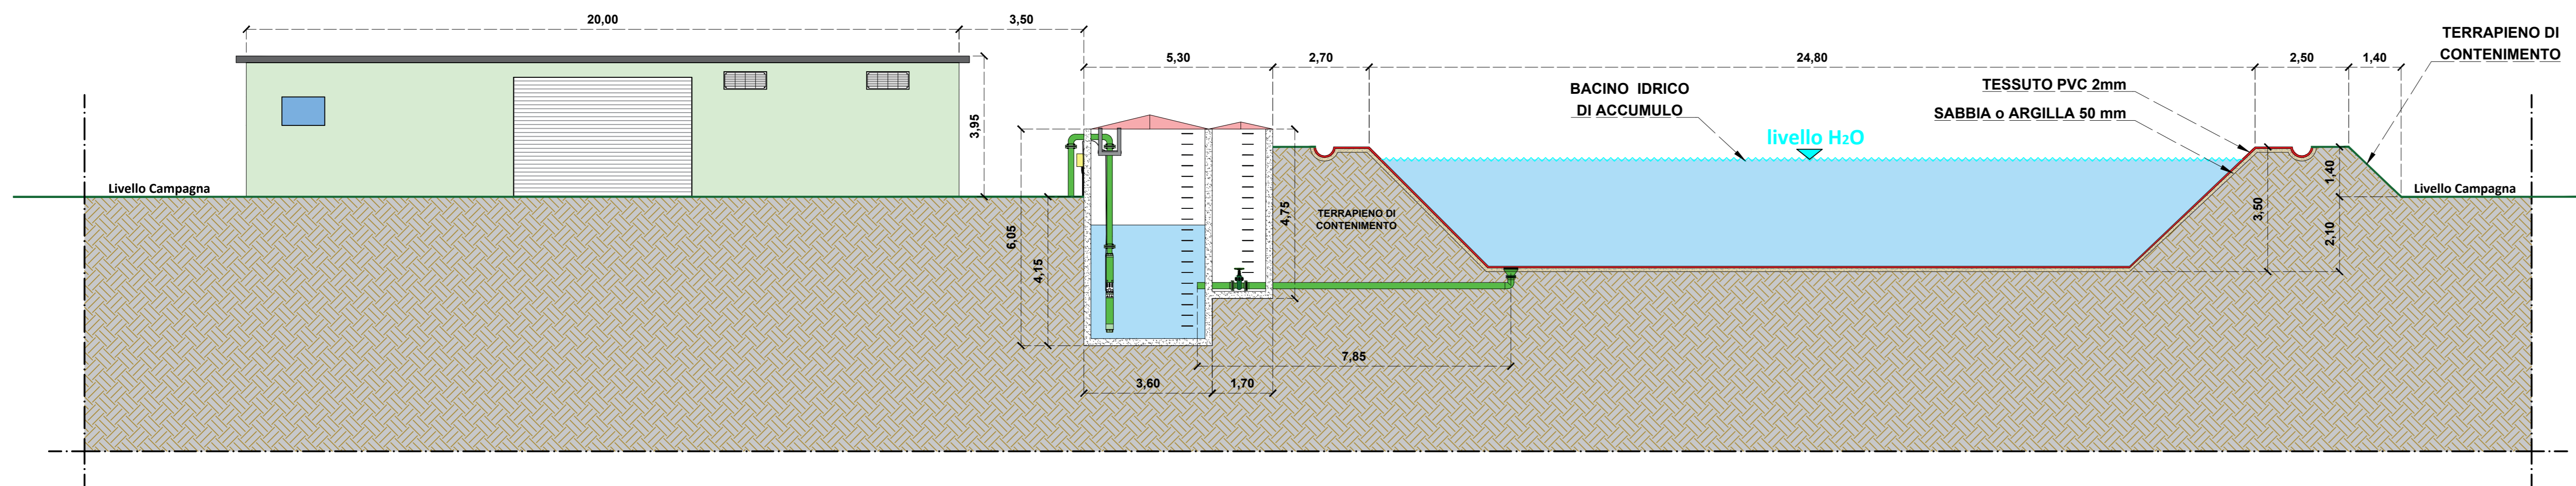 20,00
3,50
5,30
2,70
24,80
2,50
1,40
TERRAPIENO DI
CONTENIMENTO
BACINO  IDRICO
DI ACCUMULO
TESSUTO PVC 2mm
SABBIA o ARGILLA 50 mm
livello H₂O
3,95
Livello Campagna
Livello Campagna
6,05
4,15
4,75
TERRAPIENO DI
CONTENIMENTO
1,40
3,50
2,10
7,85
3,60
1,70